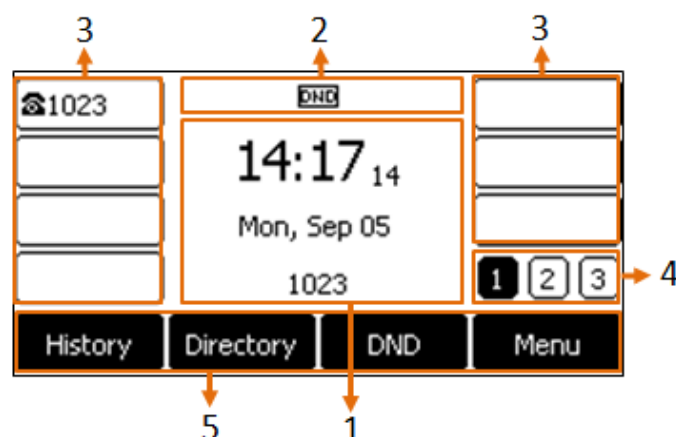 3 2 3
☎1023 DND
14:17 14
Mon, Sep 05
1023
1 2 3 4
History Directory DND Menu
5 1